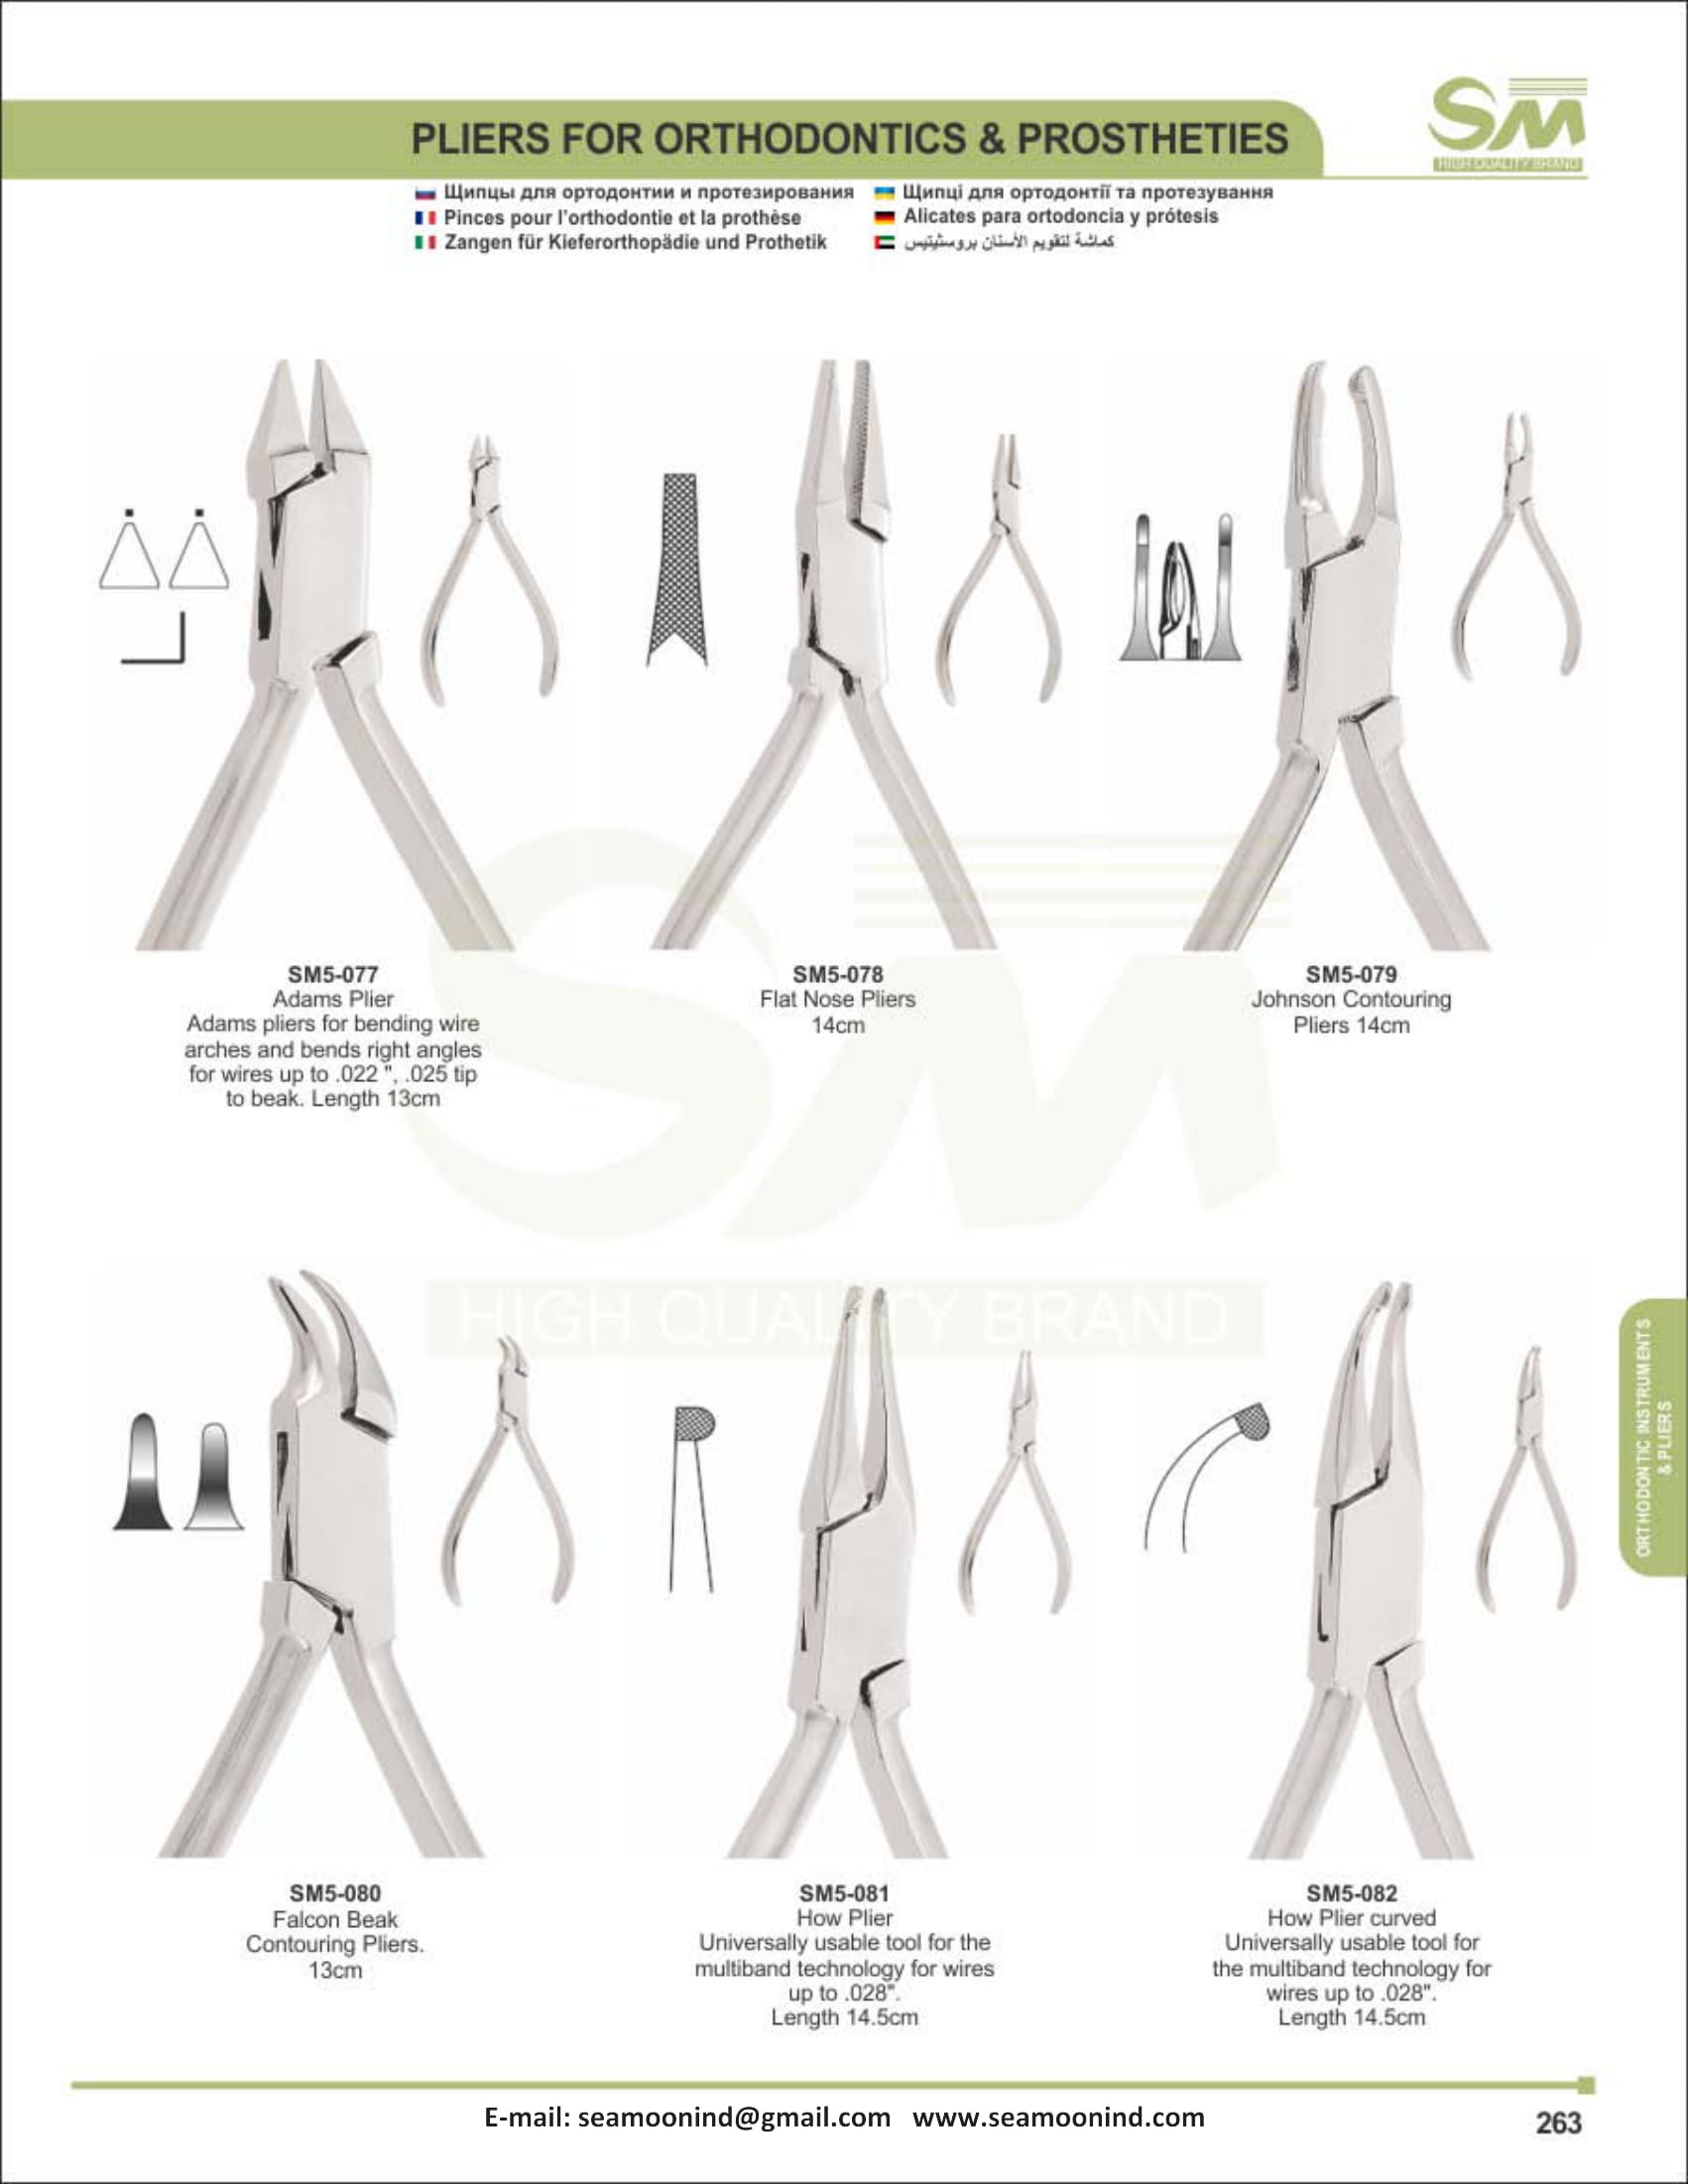 SM
HIGH QUALITY BRAND
PLIERS FOR ORTHODONTICS & PROSTHETIES
Щипцы для ортодонтии и протезирования
Pinces pour l'orthodontie et la prothèse
Zangen für Kieferorthopädie und Prothetik
Щипці для ортодонтії та протезування
Alicates para ortodoncia y prótesis
كماشة لتقويم الأسنان بروستيتيس
SM5-077
Adams Plier
Adams pliers for bending wire
arches and bends right angles
for wires up to .022 ", .025 tip
to beak. Length 13cm
SM5-078
Flat Nose Pliers
14cm
SM5-079
Johnson Contouring
Pliers 14cm
SM
HIGH QUALITY BRAND
SM5-080
Falcon Beak
Contouring Pliers.
13cm
SM5-081
How Plier
Universally usable tool for the
multiband technology for wires
up to .028".
Length 14.5cm
SM5-082
How Plier curved
Universally usable tool for
the multiband technology for
wires up to .028".
Length 14.5cm
ORTHODONTIC INSTRUMENTS
& PLIERS
E-mail: seamoonind@gmail.com www.seamoonind.com
263